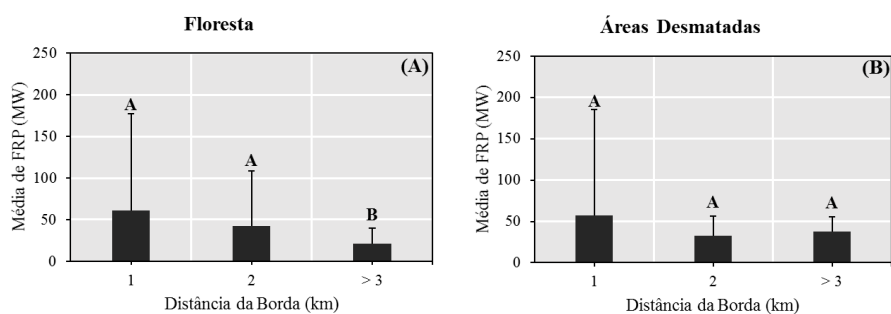 Floresta
(A)
Média de FRP (MW)
250
200
150
100
50
0
A
A
B
1 2 > 3
Distância da Borda (km)
Áreas Desmatadas
(B)
Média de FRP (MW)
250
200
150
100
50
0
A
A
A
1 2 > 3
Distância da Borda (km)